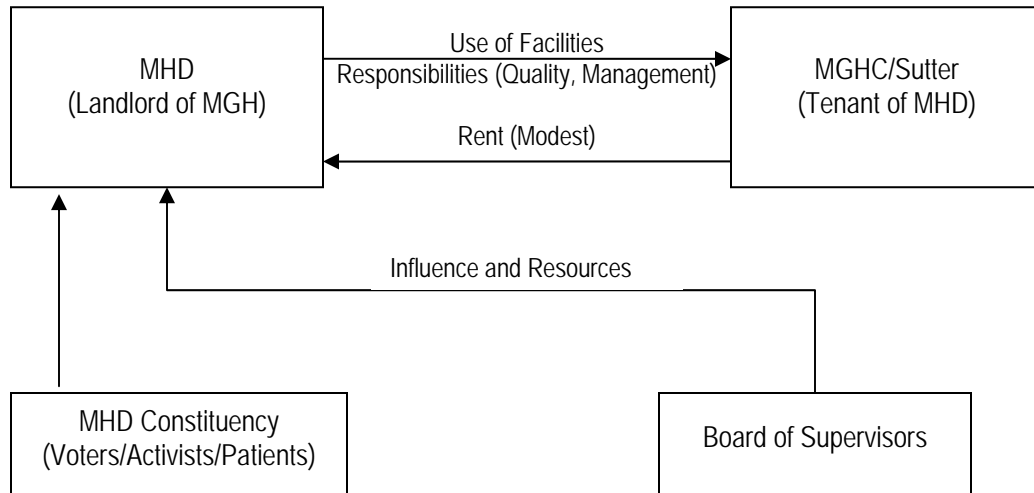 MHD
(Landlord of MGH)
Use of Facilities
Responsibilities (Quality, Management)
Rent (Modest)
MGHC/Sutter
(Tenant of MHD)
Influence and Resources
MHD Constituency
(Voters/Activists/Patients)
Board of Supervisors